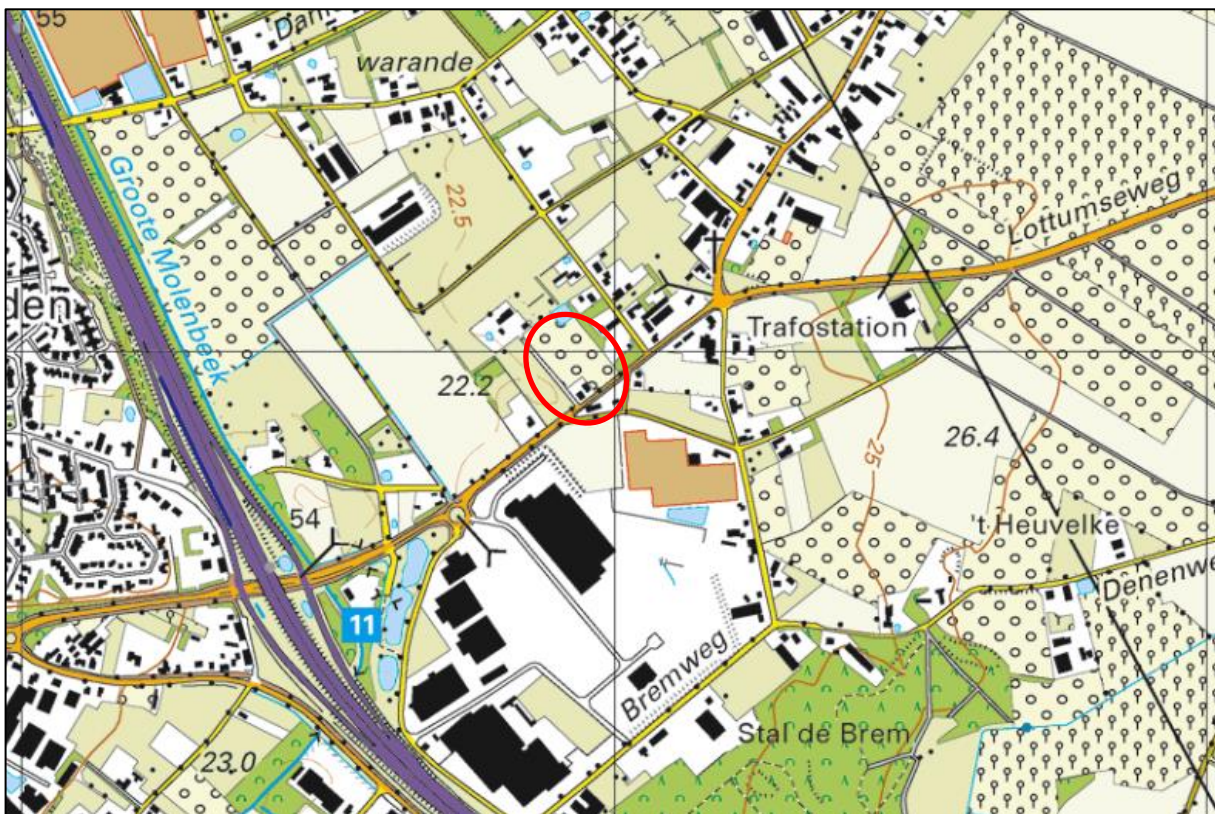 55
Dam
warande
Groote Molenbeek
22.5
Lottumseweg
den
Trafostation
22.2
26.4
25
't Heuvelke
54
Denenwe
11
Bremweg
Stal de Brem
23.0